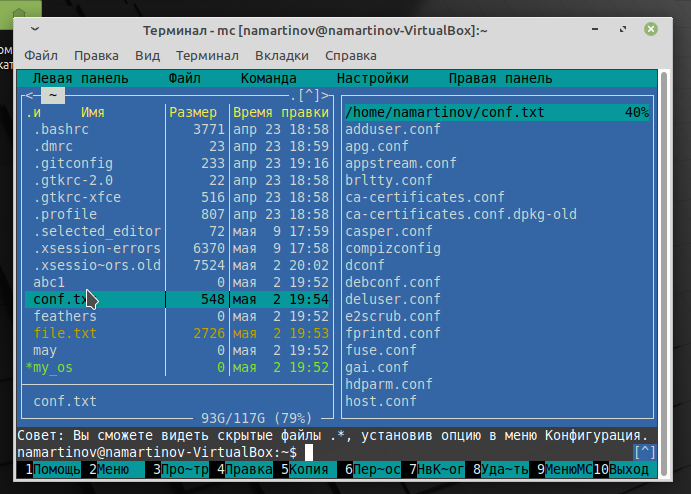 Терминал - mc [namartinov@namartinov-VirtualBox]:~
Файл Правка Вид Терминал Вкладки Справка
Левая панель Файл Команда Настройки Правая панель
<─ ~ .[^]>
.и Имя Размер Время правки
.bashrc 3771 апр 23 18:58
.dmrc 23 апр 23 18:59
.gitconfig 233 апр 23 19:16
.gtkrc-2.0 22 апр 23 18:58
.gtkrc-xfce 516 апр 23 18:58
.profile 807 апр 23 18:58
.selected_editor 72 мая 9 17:59
.xsession-errors 6370 мая 9 17:58
.xsessio~ors.old 7524 мая 2 20:02
abc1 0 мая 2 19:52
conf.txt 548 мая 2 19:54
feathers 0 мая 2 19:52
file.txt 2726 мая 2 19:53
may 0 мая 2 19:52
*my_os 0 мая 2 19:52
conf.txt
93G/117G (79%)
/home/namartinov/conf.txt 40%
adduser.conf
apg.conf
appstream.conf
brltty.conf
ca-certificates.conf
ca-certificates.conf.dpkg-old
casper.conf
compizconfig
dconf
debconf.conf
deluser.conf
e2scrub.conf
fprintd.conf
fuse.conf
gai.conf
hdparm.conf
host.conf
Совет: Вы сможете видеть скрытые файлы .*, установив опцию в меню Конфигурация.
namartinov@namartinov-VirtualBox:~$ [^]
1Помощь 2Меню 3Про~тр 4Правка 5Копия 6Пер~ос 7НвК~ог 8Уда~ть 9МенюМС 10Выход